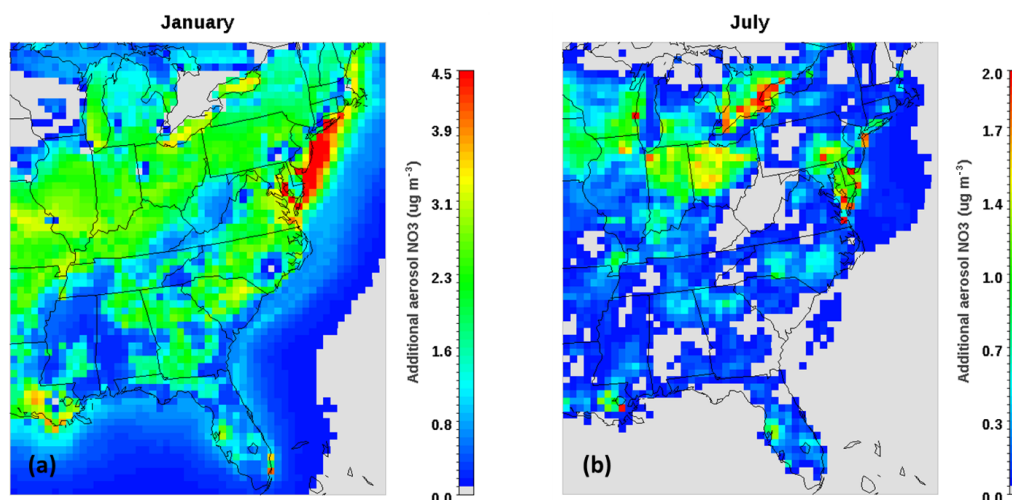 January
July
4.5
3.9
3.1
2.3
1.6
0.8
0.0
Additional aerosol NO3 (ug m⁻³)
2.0
1.7
1.4
1.0
0.7
0.3
0.0
Additional aerosol NO3 (ug m⁻³)
(a)
(b)